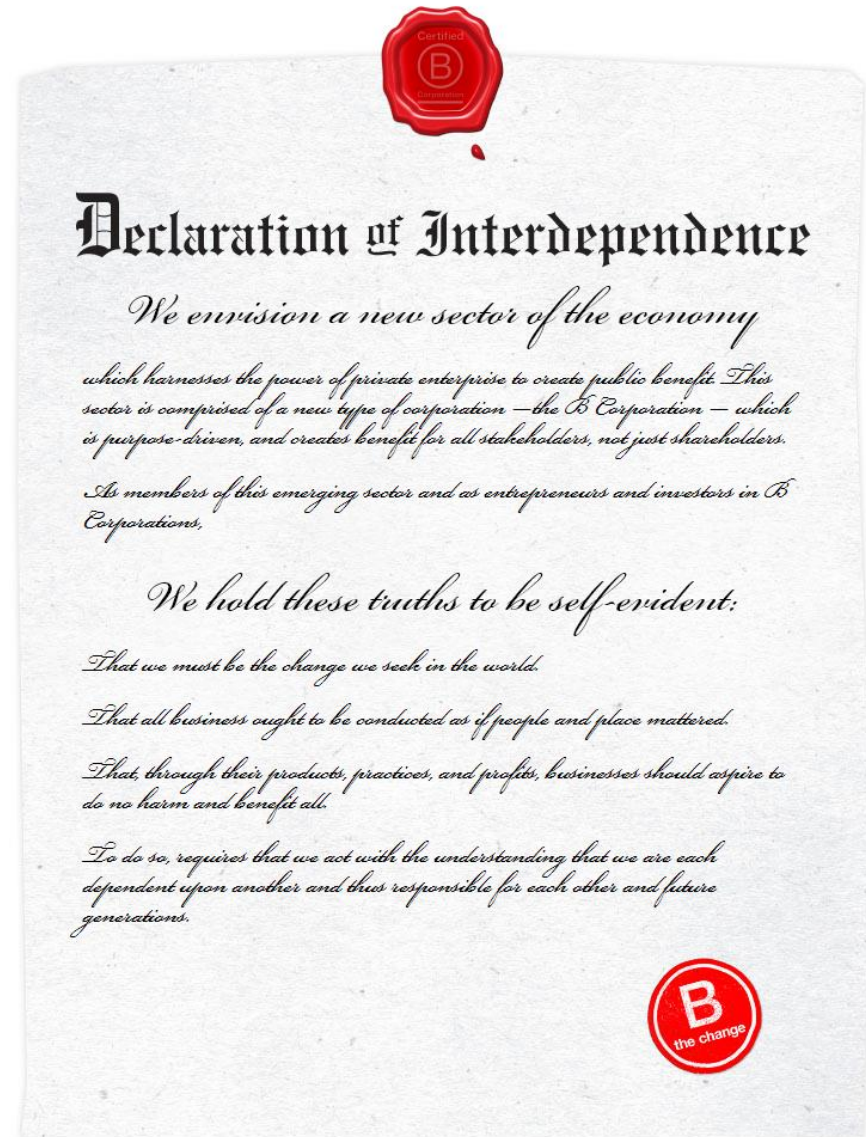 Certified
B
Corporation
Declaration of Interdependence
We envision a new sector of the economy
which harnesses the power of private enterprise to create public benefit. This
sector is comprised of a new type of corporation – the B Corporation – which
is purpose-driven, and creates benefit for all stakeholders, not just shareholders.
As members of this emerging sector and as entrepreneurs and investors in B
Corporations,
We hold these truths to be self-evident:
That we must be the change we seek in the world.
That all business ought to be conducted as if people and place mattered.
That, through their products, practices, and profits, businesses should aspire to
do no harm and benefit all.
To do so, requires that we act with the understanding that we are each
dependent upon another and thus responsible for each other and future
generations.
B
the change